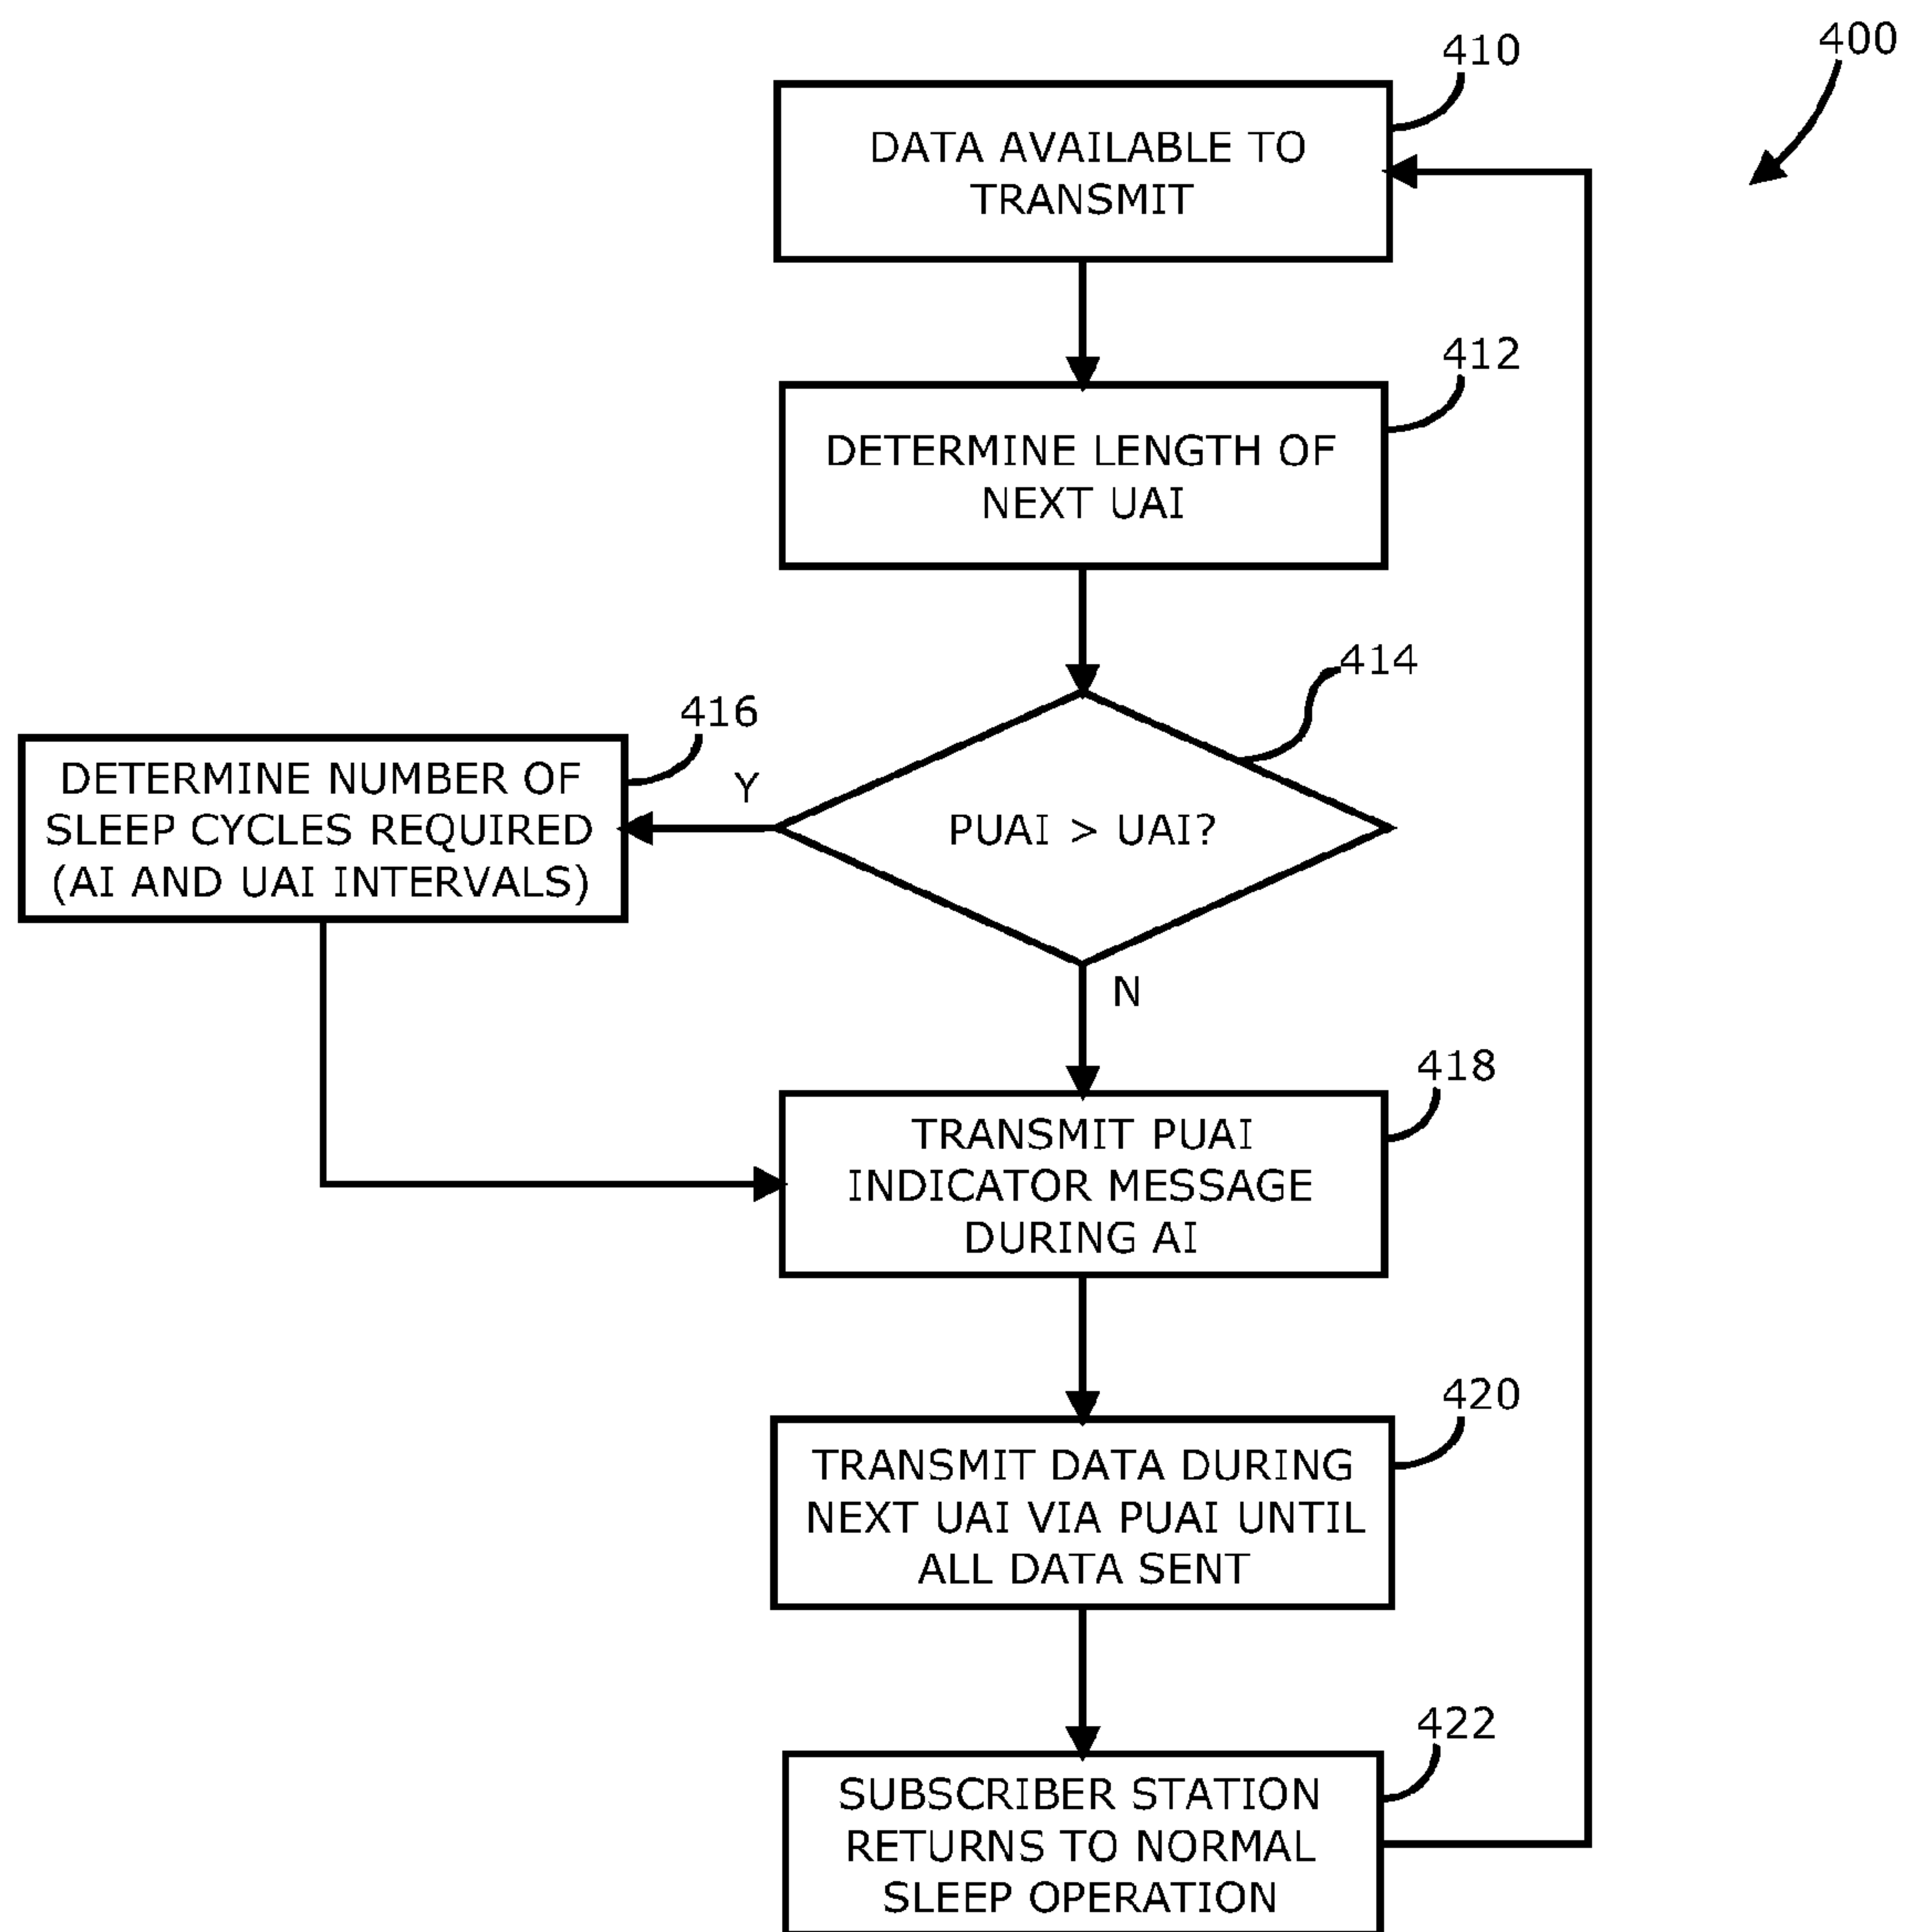 400
410
DATA AVAILABLE TO
TRANSMIT
412
DETERMINE LENGTH OF
NEXT UAI
414
PUAI > UAI?
Y
416
DETERMINE NUMBER OF
SLEEP CYCLES REQUIRED
(AI AND UAI INTERVALS)
N
418
TRANSMIT PUAI
INDICATOR MESSAGE
DURING AI
420
TRANSMIT DATA DURING
NEXT UAI VIA PUAI UNTIL
ALL DATA SENT
422
SUBSCRIBER STATION
RETURNS TO NORMAL
SLEEP OPERATION